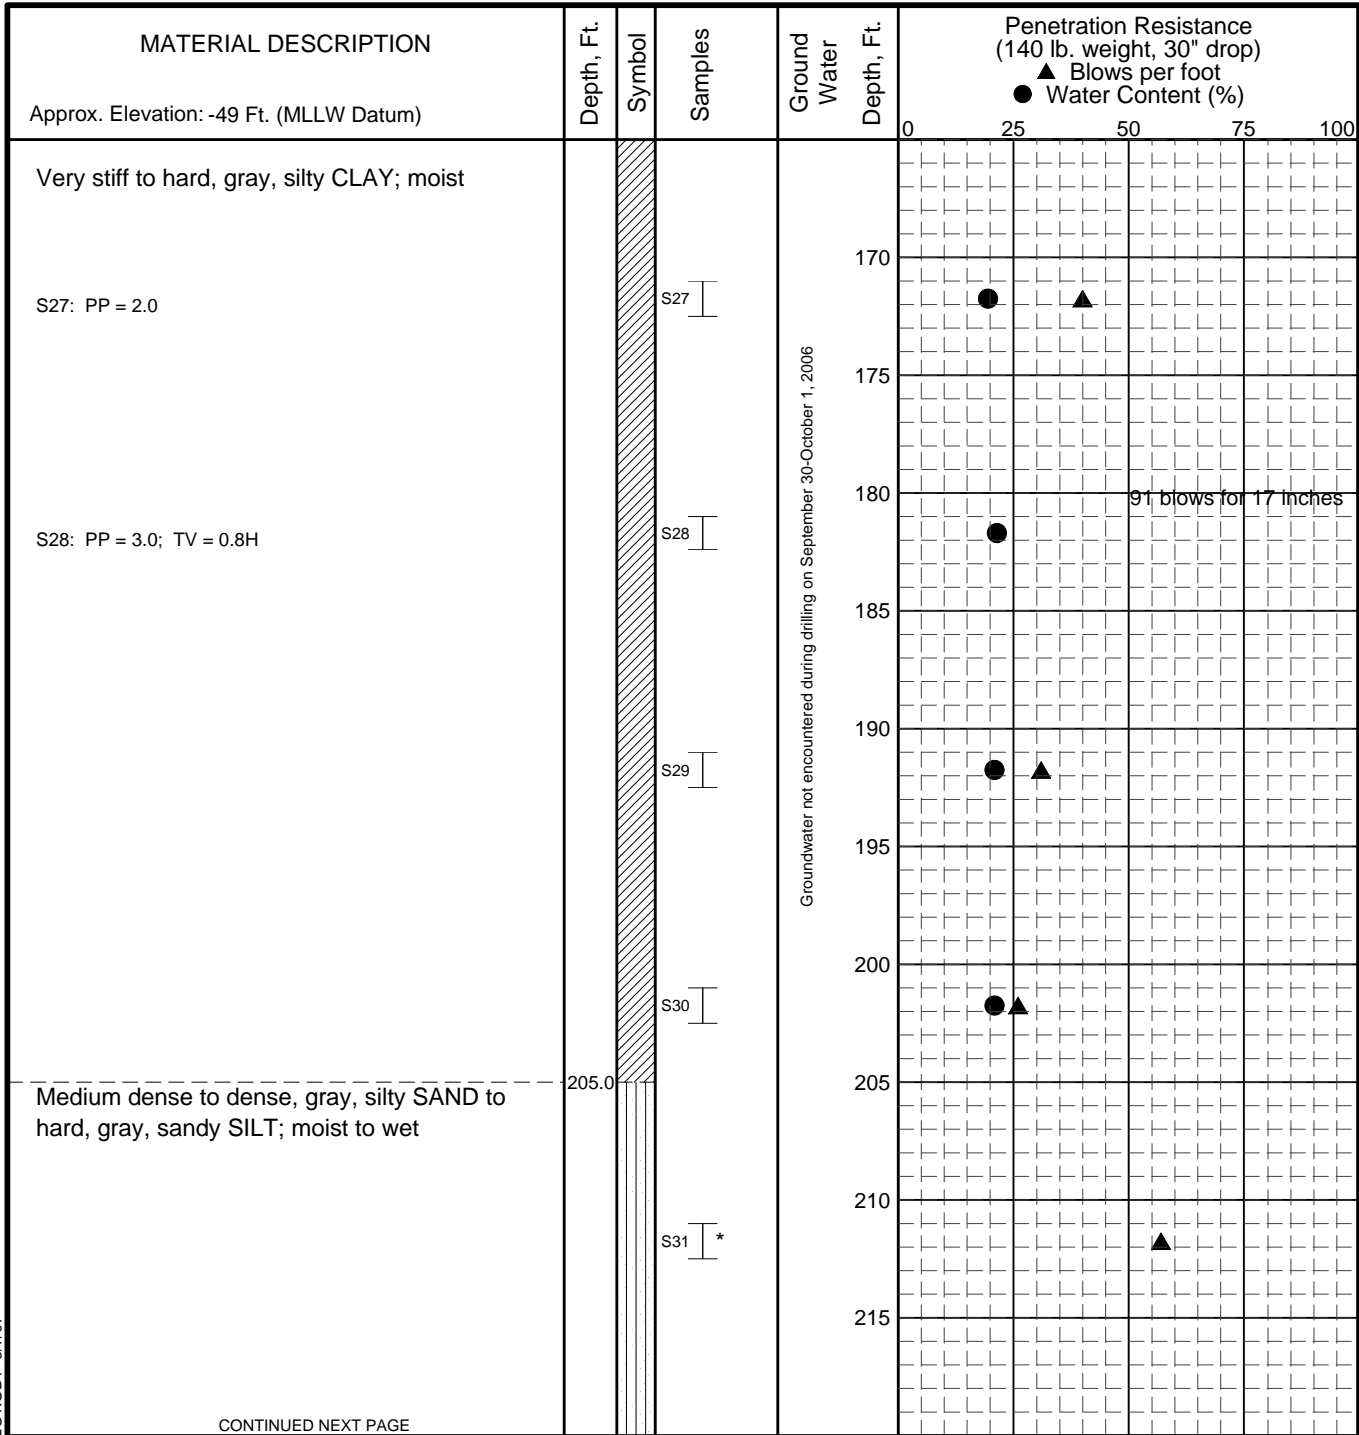 MATERIAL DESCRIPTION
Approx. Elevation: -49 Ft. (MLLW Datum)
Depth, Ft.
Symbol
Samples
Ground
Water
Depth, Ft.
Penetration Resistance
(140 lb. weight, 30" drop)
▲ Blows per foot
● Water Content (%)
0 25 50 75 100
Very stiff to hard, gray, silty CLAY; moist
170
S27: PP = 2.0
S27
175
Groundwater not encountered during drilling on September 30-October 1, 2006
180
91 blows for 17 inches
S28: PP = 3.0; TV = 0.8H
S28
185
190
S29
195
200
S30
205.0
205
Medium dense to dense, gray, silty SAND to
hard, gray, sandy SILT; moist to wet
210
S31 *
215
CONTINUED NEXT PAGE